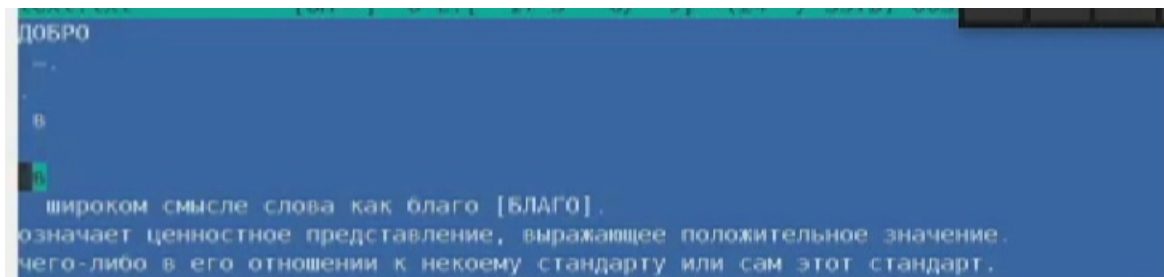 ДОБРО
—.
.
в
в
широком смысле слова как благо [БЛАГО].
означает ценностное представление, выражающее положительное значение.
чего-либо в его отношении к некоему стандарту или сам этот стандарт.